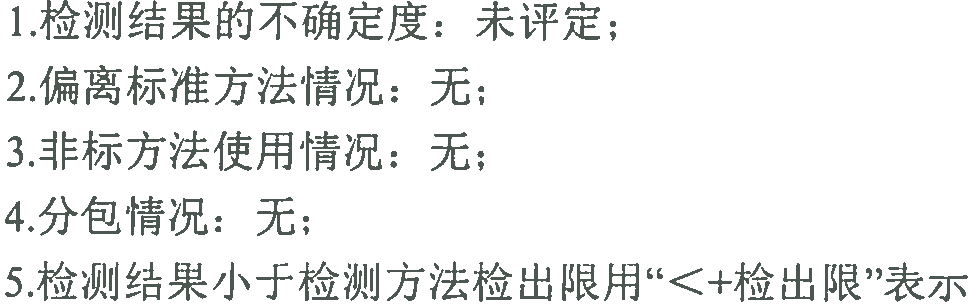 1.检测结果的不确定度：未评定；
2.偏离标准方法情况：无；
3.非标方法使用情况：无；
4.分包情况：无；
5.检测结果小于检测方法检出限用“＜+检出限”表示